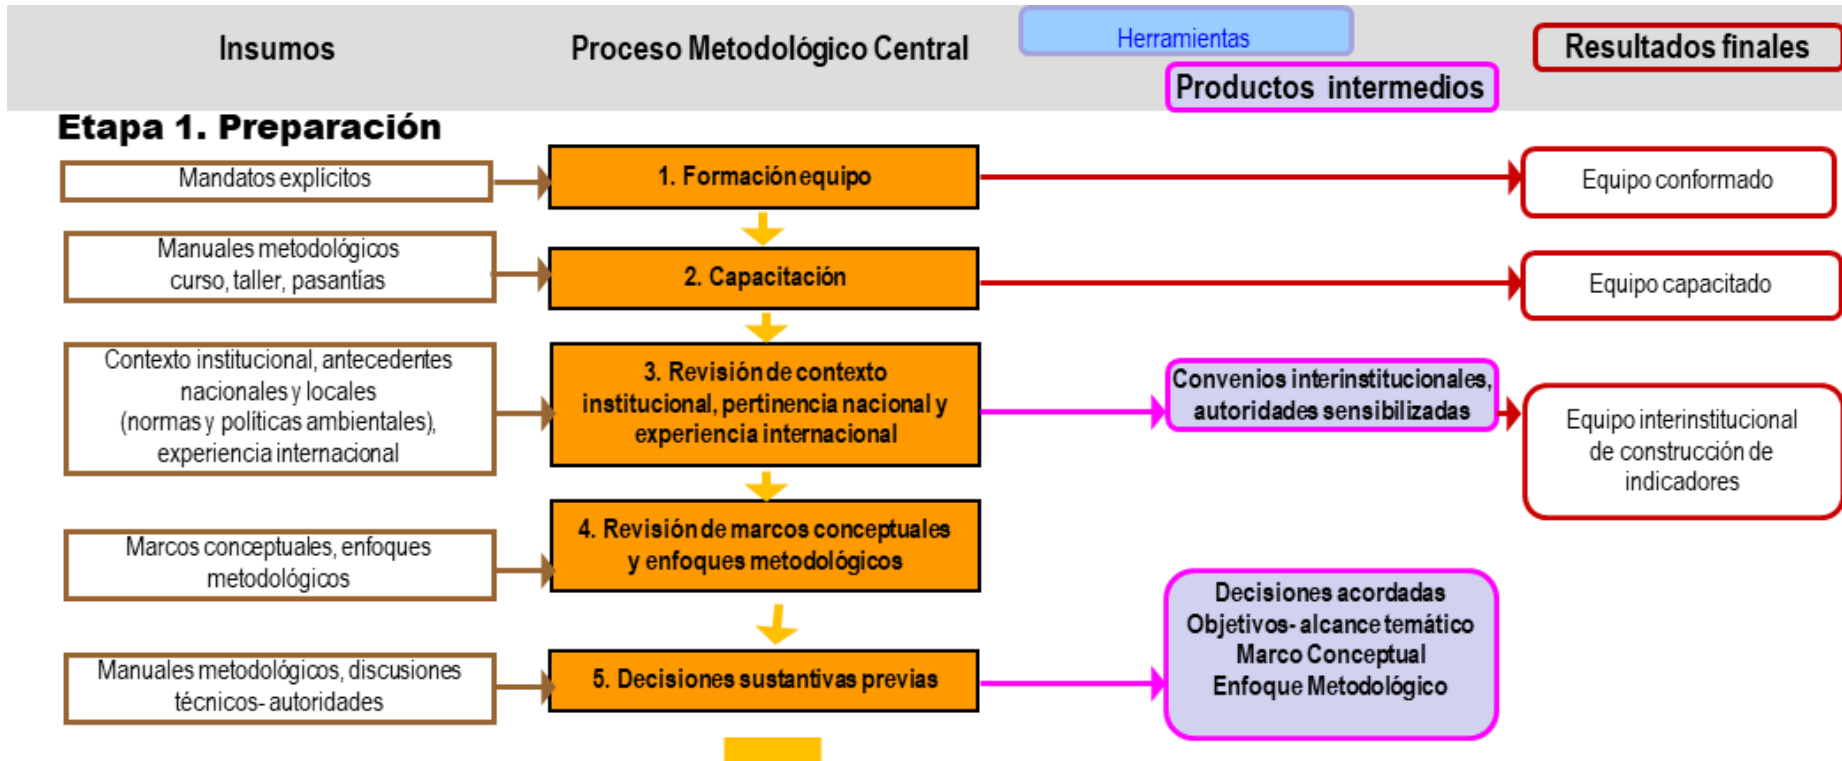 Insumos
Proceso Metodológico Central
Herramientas
Productos intermedios
Resultados finales
Etapa 1. Preparación
Mandatos explícitos
1. Formación equipo
Equipo conformado
Manuales metodológicos
curso, taller, pasantías
2. Capacitación
Equipo capacitado
Contexto institucional, antecedentes
nacionales y locales
(normas y políticas ambientales),
experiencia internacional
3. Revisión de contexto
institucional, pertinencia nacional y
experiencia internacional
Convenios interinstitucionales,
autoridades sensibilizadas
Equipo interinstitucional
de construcción de
indicadores
Marcos conceptuales, enfoques
metodológicos
4. Revisión de marcos conceptuales
y enfoques metodológicos
Manuales metodológicos, discusiones
técnicos- autoridades
5. Decisiones sustantivas previas
Decisiones acordadas
Objetivos- alcance temático
Marco Conceptual
Enfoque Metodológico